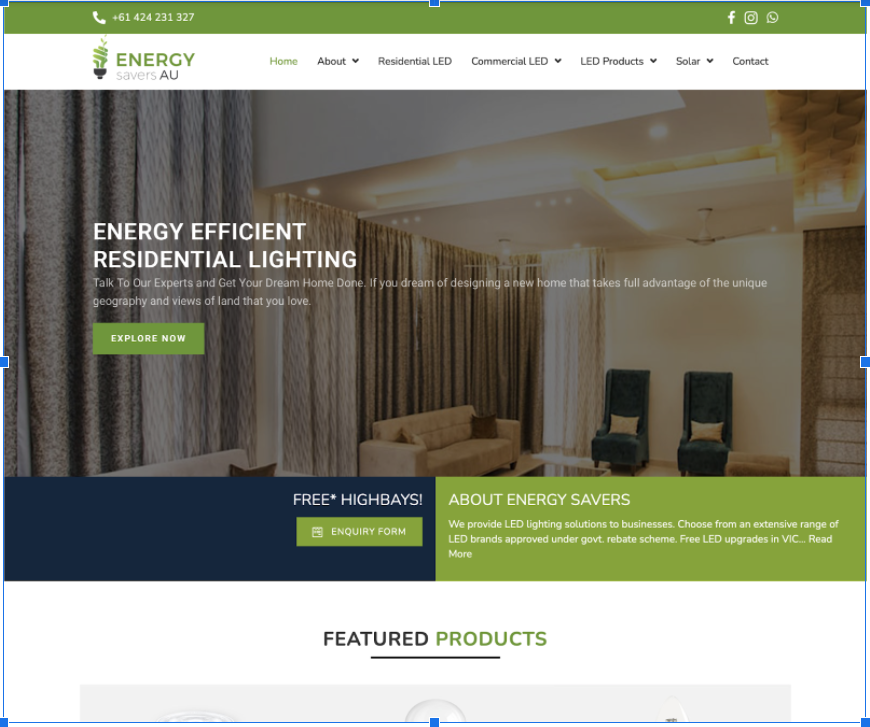 +61 424 231 327
ENERGY
savers AU
Home About Residential LED Commercial LED LED Products Solar Contact
ENERGY EFFICIENT
RESIDENTIAL LIGHTING
Talk To Our Experts and Get Your Dream Home Done. If you dream of designing a new home that takes full advantage of the unique
geography and views of land that you love.
EXPLORE NOW
FREE* HIGHBAYS!
ENQUIRY FORM
ABOUT ENERGY SAVERS
We provide LED lighting solutions to businesses. Choose from an extensive range of
LED brands approved under govt. rebate scheme. Free LED upgrades in VIC... Read
More
FEATURED PRODUCTS